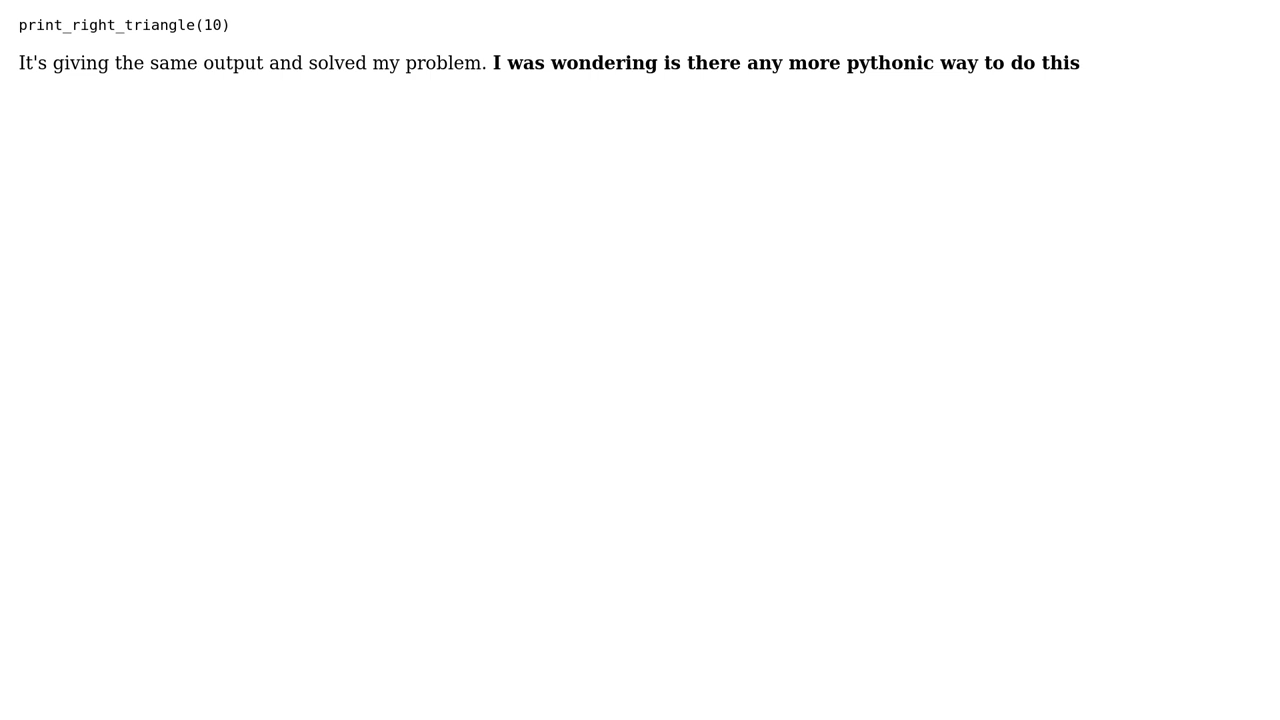 print_right_triangle(10)
It's giving the same output and solved my problem. I was wondering is there any more pythonic way to do this